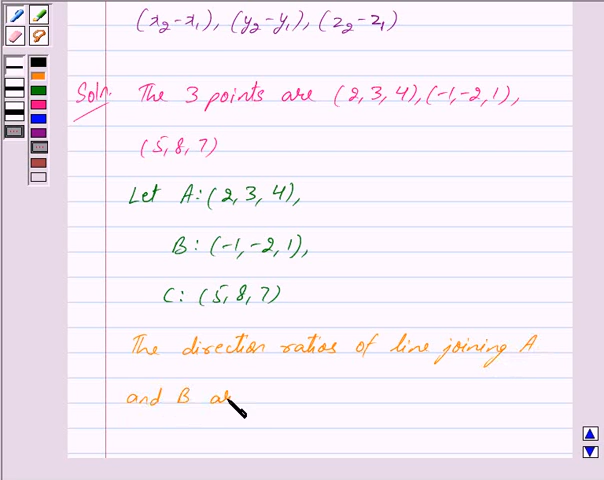 (x₂-x₁), (y₂-y₁), (z₂-z₁)
Soln. The 3 points are (2, 3, 4), (-1, -2, 1),
(5, 8, 7)
Let A: (2, 3, 4),
B: (-1, -2, 1),
C: (5, 8, 7)
The direction ratios of line joining A
and B ar